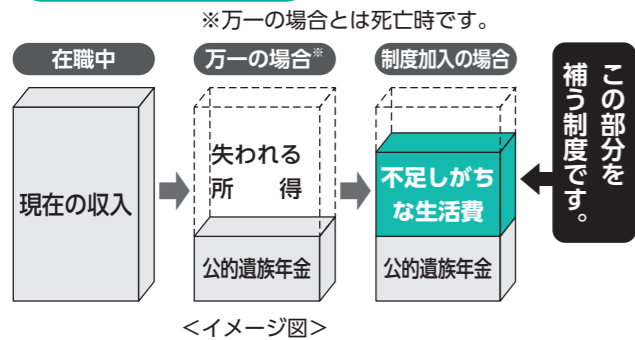 ※万一の場合とは死亡時です。
在職中
万一の場合※
制度加入の場合
現在の収入
失われる
所　得
公的遺族年金
不足しがち
な生活費
公的遺族年金
この部分を
補う制度です。
＜イメージ図＞